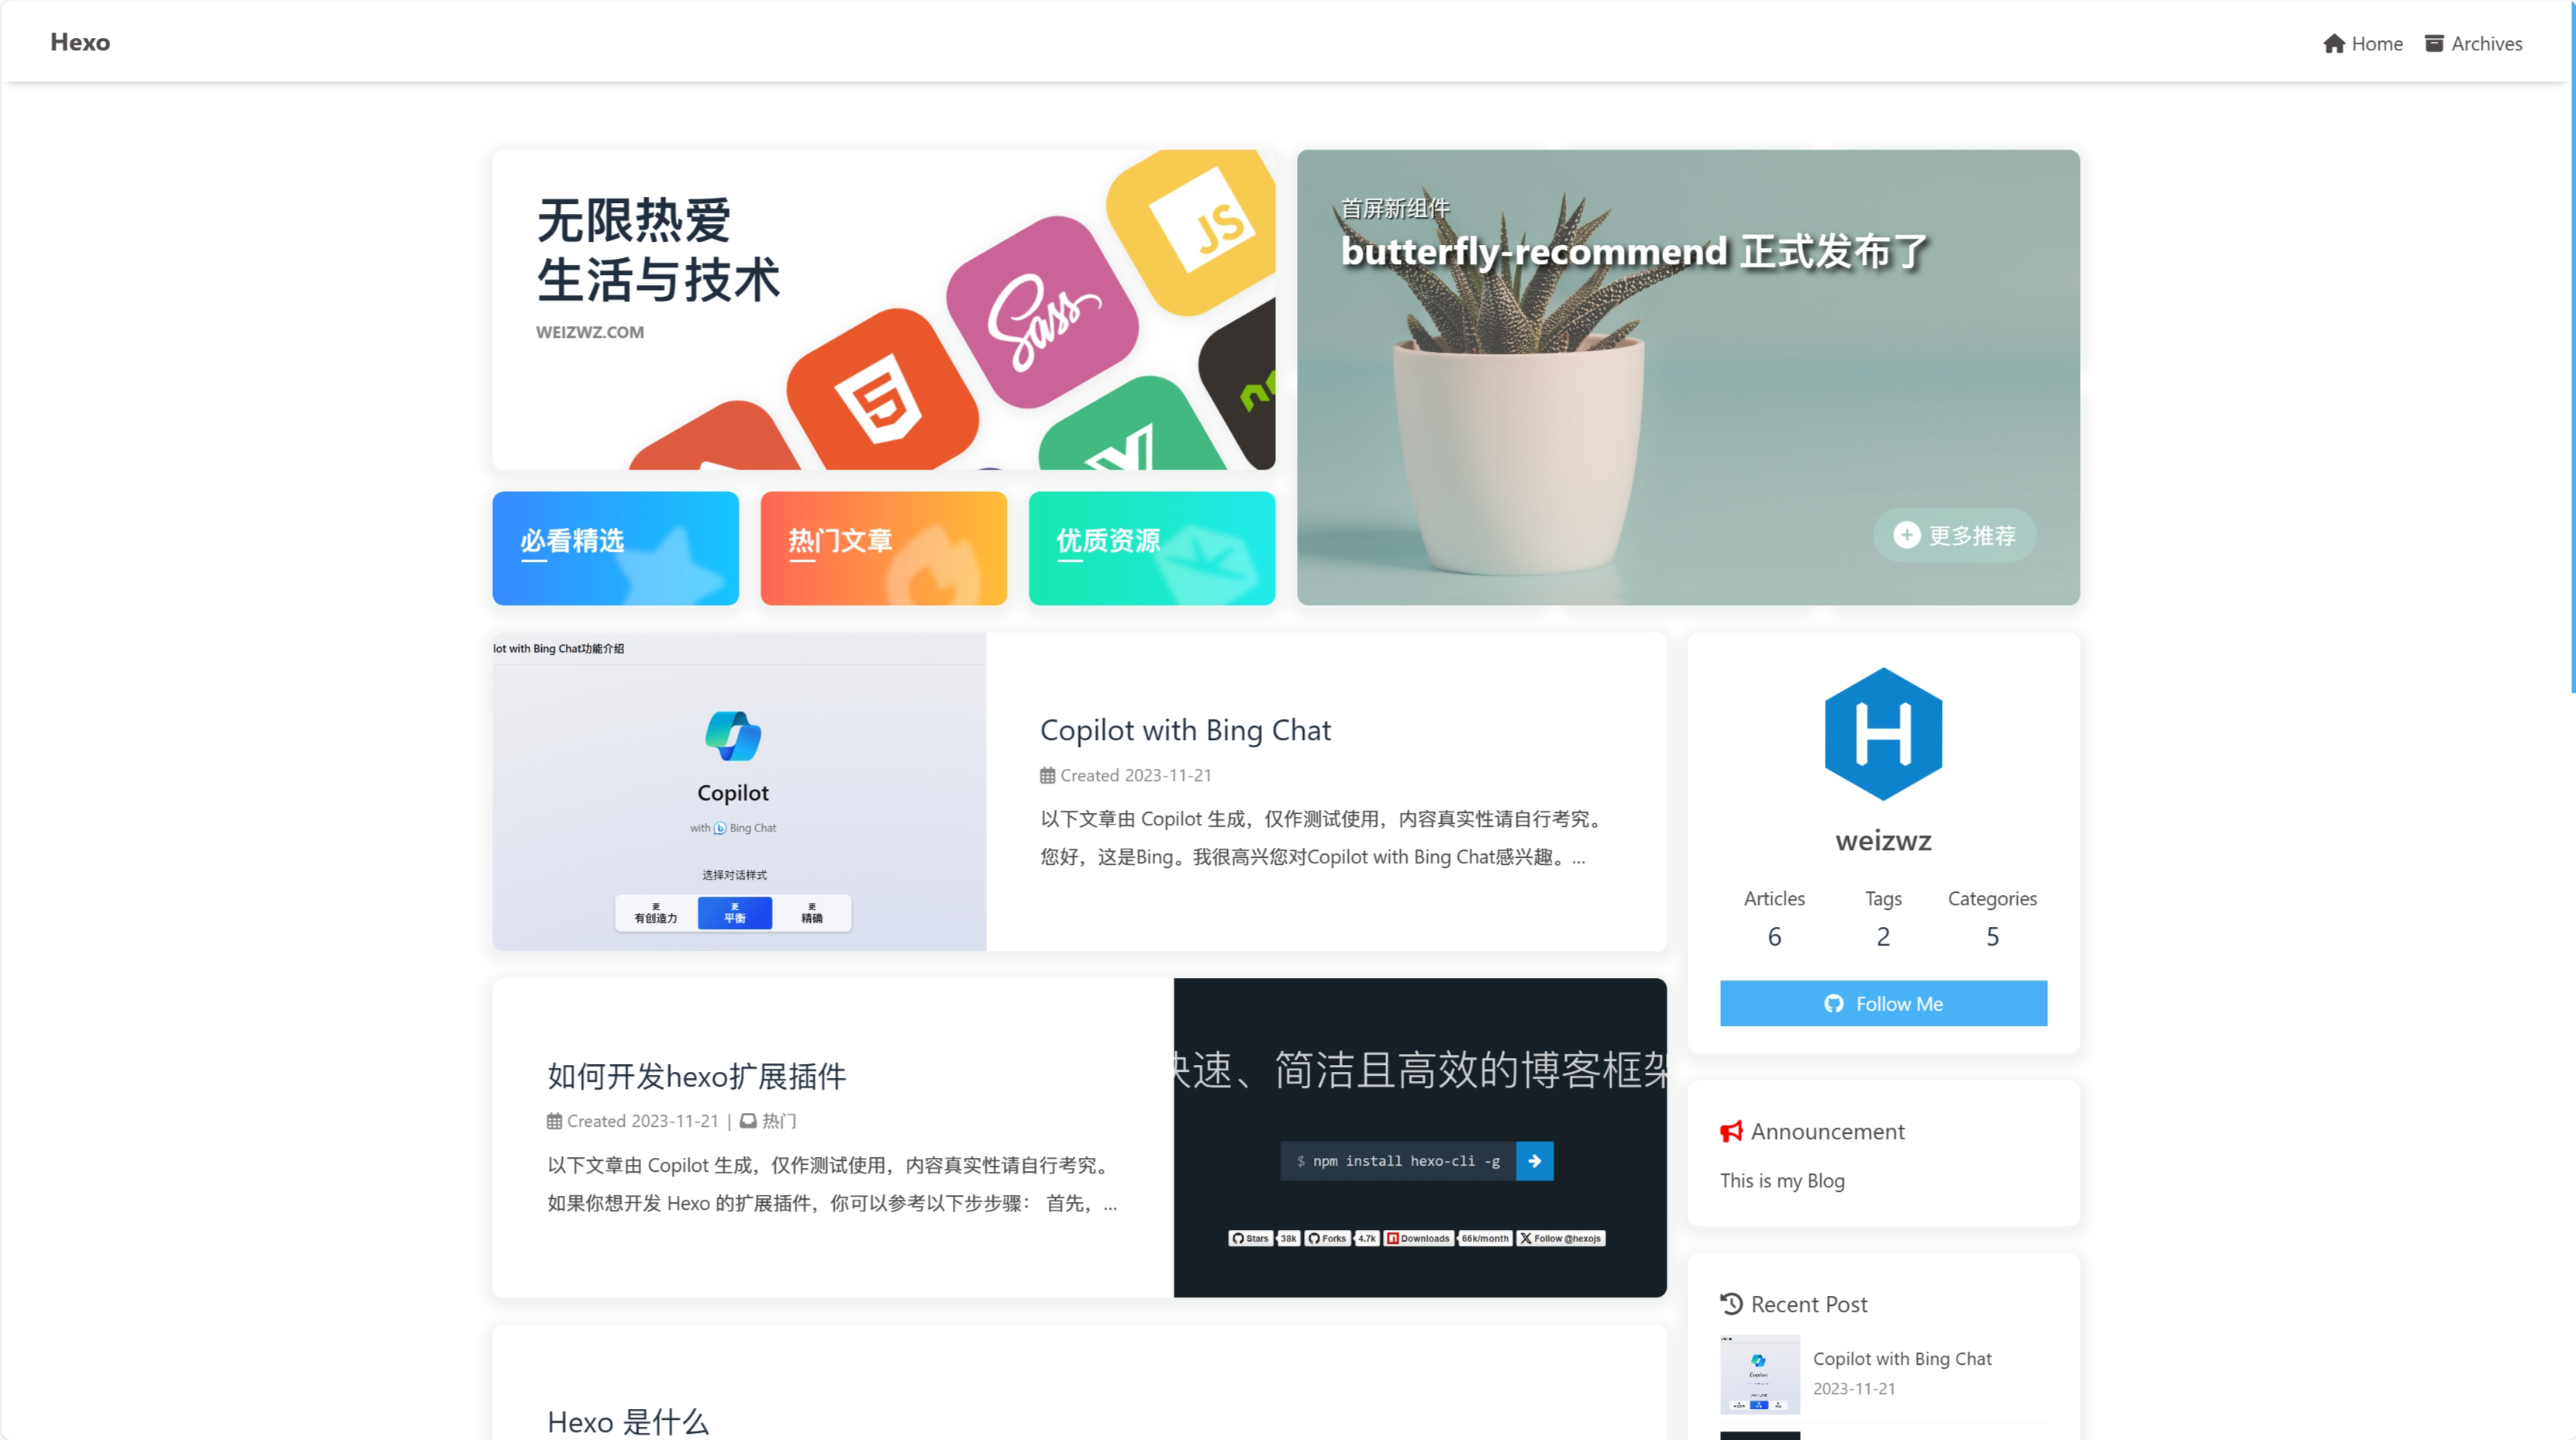 Hexo
Home
Archives
无限热爱
生活与技术
WEIZWZ.COM
JS
Sass
首屏新组件
butterfly-recommend 正式发布了
更多推荐
必看精选
热门文章
优质资源
lot with Bing Chat功能介绍
Copilot
with Bing Chat
选择对话样式
更
有创造力
更
平衡
更
精确
Copilot with Bing Chat
Created 2023-11-21
以下文章由 Copilot 生成，仅作测试使用，内容真实性请自行考究。
您好，这是Bing。我很高兴您对Copilot with Bing Chat感兴趣。...
weizwz
Articles
6
Tags
2
Categories
5
Follow Me
如何开发hexo扩展插件
Created 2023-11-21 | 热门
以下文章由 Copilot 生成，仅作测试使用，内容真实性请自行考究。
如果你想开发 Hexo 的扩展插件，你可以参考以下步步骤： 首先，...
快速、简洁且高效的博客框架
$ npm install hexo-cli -g
Stars 38k Forks 4.7k Downloads 66k/month Follow @hexojs
Announcement
This is my Blog
Recent Post
Copilot with Bing Chat
2023-11-21
Hexo 是什么